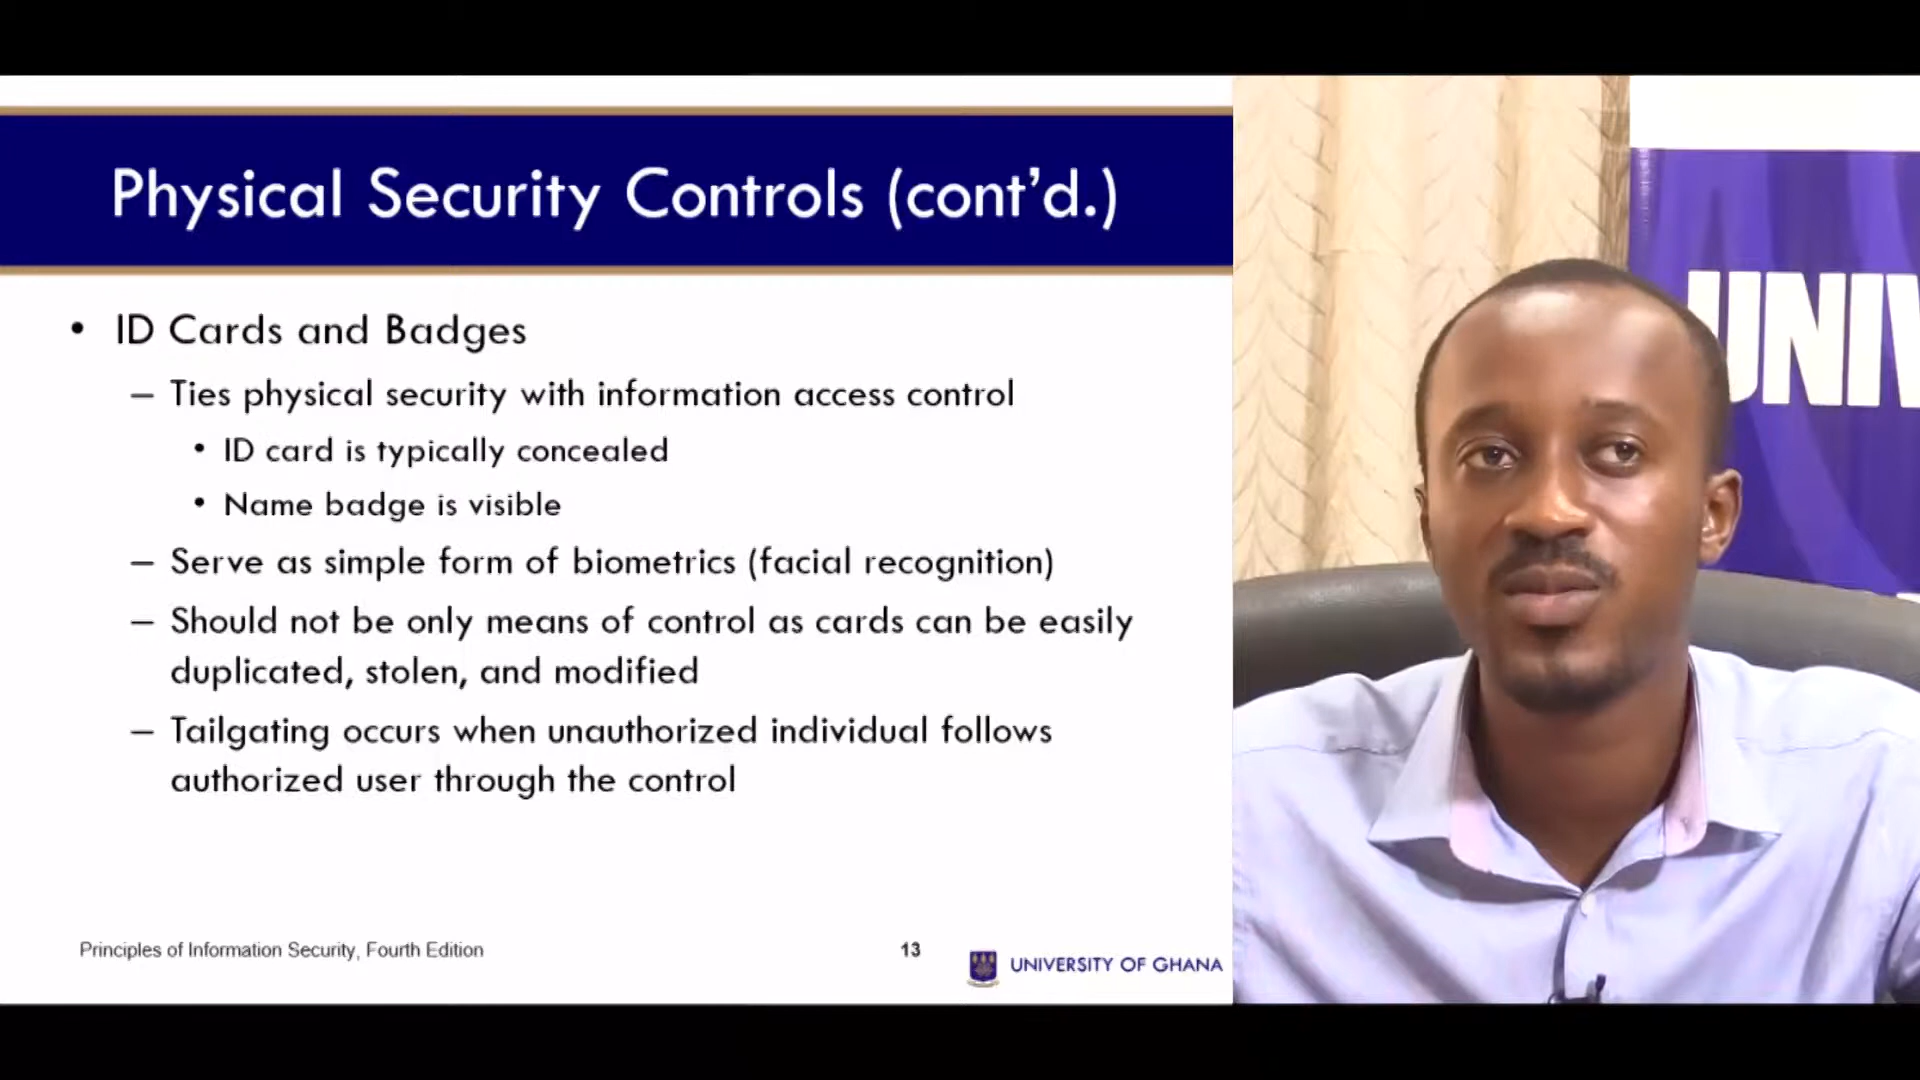 Physical Security Controls (cont’d.)
• ID Cards and Badges
– Ties physical security with information access control
• ID card is typically concealed
• Name badge is visible
– Serve as simple form of biometrics (facial recognition)
– Should not be only means of control as cards can be easily
duplicated, stolen, and modified
– Tailgating occurs when unauthorized individual follows
authorized user through the control
Principles of Information Security, Fourth Edition
13
UNIVERSITY OF GHANA
UNIV